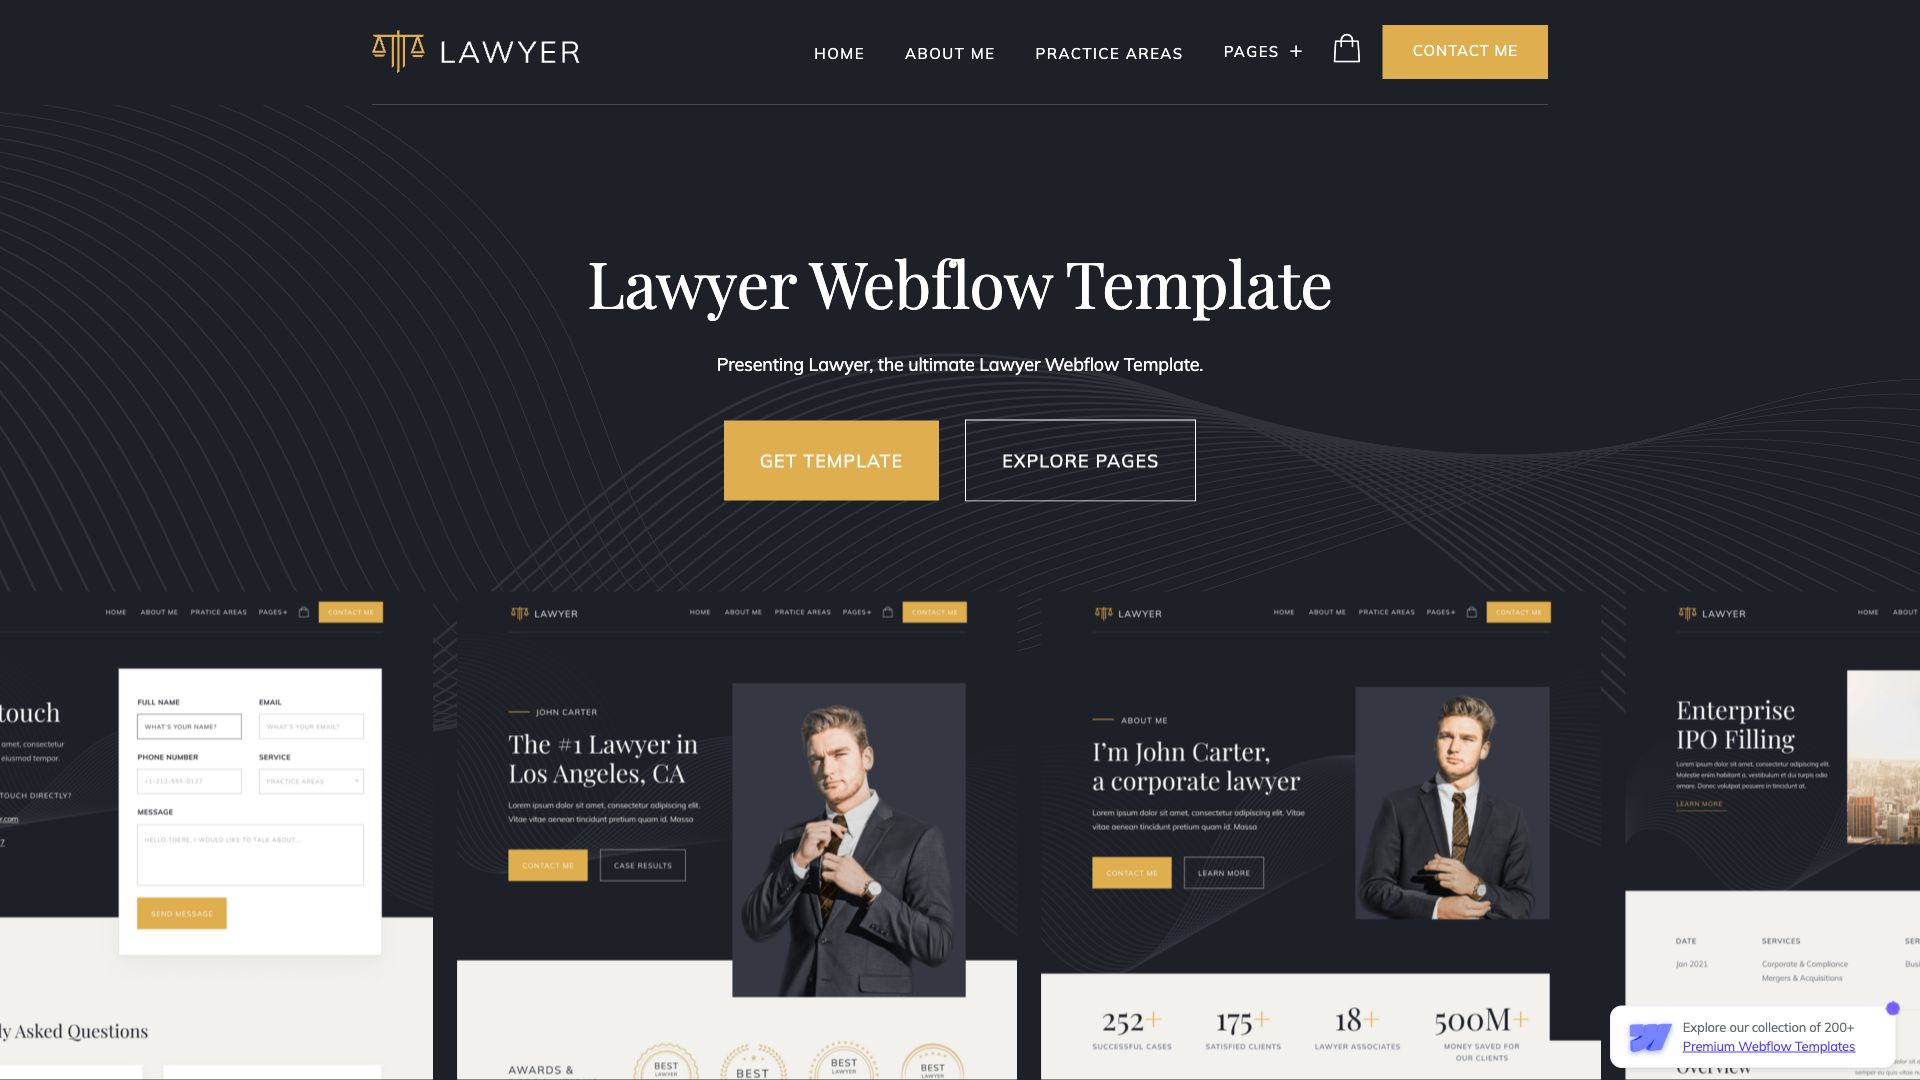 LAWYER
HOME
ABOUT ME
PRACTICE AREAS
PAGES +
CONTACT ME
Lawyer Webflow Template
Presenting Lawyer, the ultimate Lawyer Webflow Template.
GET TEMPLATE
EXPLORE PAGES
HOME ABOUT ME PRATICE AREAS PAGES+ CONTACT ME
touch
amet, consectetur
eiusmod tempor.
TOUCH DIRECTLY?
r.com
7
FULL NAME
EMAIL
WHAT'S YOUR NAME?
WHAT'S YOUR EMAIL?
PHONE NUMBER
SERVICE
+1-212-555-0127
PRACTICE AREAS
MESSAGE
HELLO THERE, I WOULD LIKE TO TALK ABOUT...
SEND MESSAGE
ly Asked Questions
LAWYER
HOME ABOUT ME PRATICE AREAS PAGES+ CONTACT ME
JOHN CARTER
The #1 Lawyer in
Los Angeles, CA
Lorem ipsum dolor sit amet, consectetur adipiscing elit.
Vitae vitae aenean tincidunt pretium quam id. Massa
CONTACT ME
CASE RESULTS
AWARDS &
BEST
LAWYER
BEST
BEST
LAWYER
BEST
LAWYER
LAWYER
HOME ABOUT ME PRATICE AREAS PAGES+ CONTACT ME
ABOUT ME
I'm John Carter,
a corporate lawyer
Lorem ipsum dolor sit amet, consectetur adipiscing elit. Vitae
vitae aenean tincidunt pretium quam id. Massa
CONTACT ME
LEARN MORE
252+
SUCCESSFUL CASES
175+
SATISFIED CLIENTS
18+
LAWYER ASSOCIATES
500M+
MONEY SAVED FOR
OUR CLIENTS
LAWYER
HOME ABOUT
Enterprise
IPO Filling
Lorem ipsum dolor sit amet, consectetur adipiscing elit.
Molestie enim habitant a, vestibulum et dui turpis odio
ornare. Donec volutpat posuere in tincidunt at.
LEARN MORE
DATE
Jan 2021
SERVICES
Corporate & Compliance
Mergers & Acquisitions
SER
Busi
Explore our collection of 200+
Premium Webflow Templates
Overview